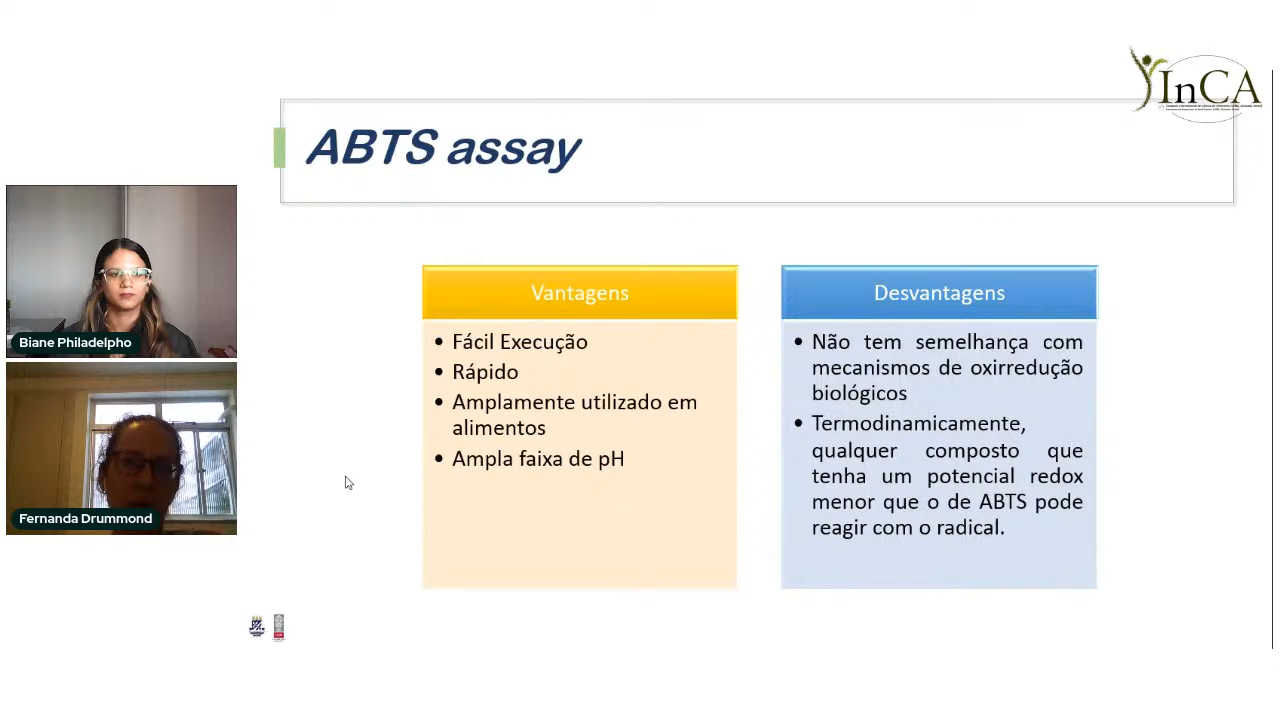 InCA
ABTS assay
Vantagens
Fácil Execução
Rápido
Amplamente utilizado em
alimentos
Ampla faixa de pH
Desvantagens
Não tem semelhança com
mecanismos de oxirredução
biológicos
Termodinamicamente,
qualquer composto que
tenha um potencial redox
menor que o de ABTS pode
reagir com o radical.
Biane Philadelpho
Fernanda Drummond